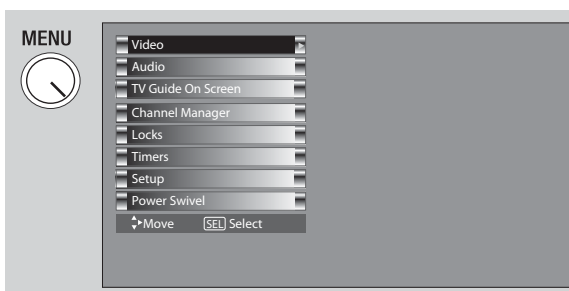 MENU
Video
Audio
TV Guide On Screen
Channel Manager
Locks
Timers
Setup
Power Swivel
Move SEL Select